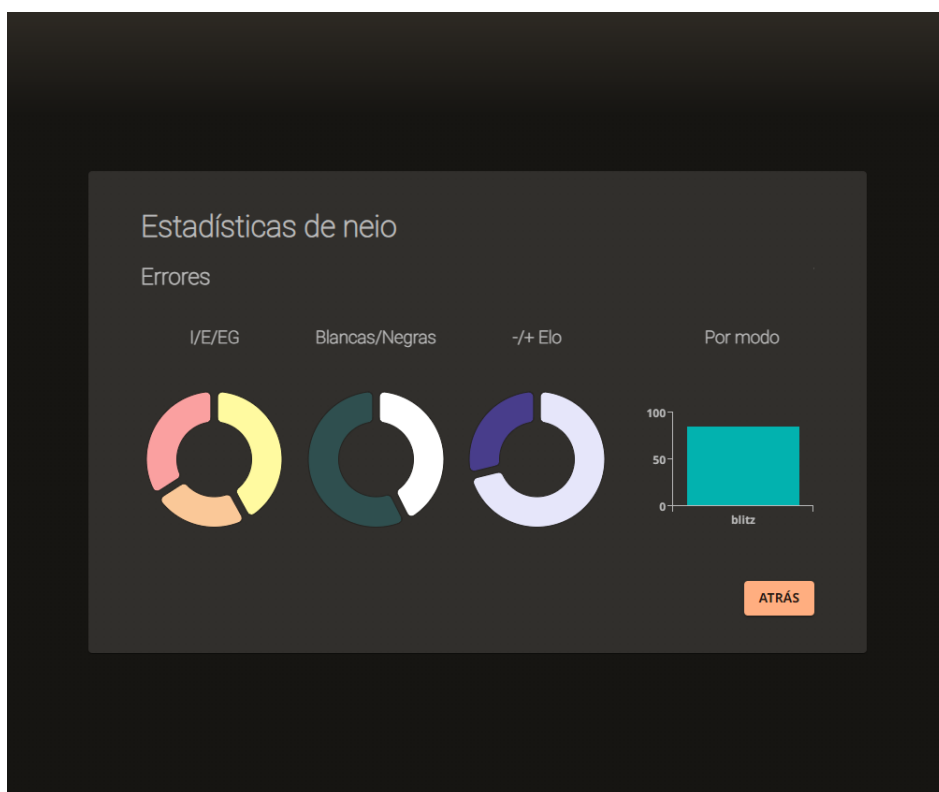 Estadísticas de neio
Errores
I/E/EG
Blancas/Negras
-/+ Elo
Por modo
100
50
0
blitz
ATRÁS